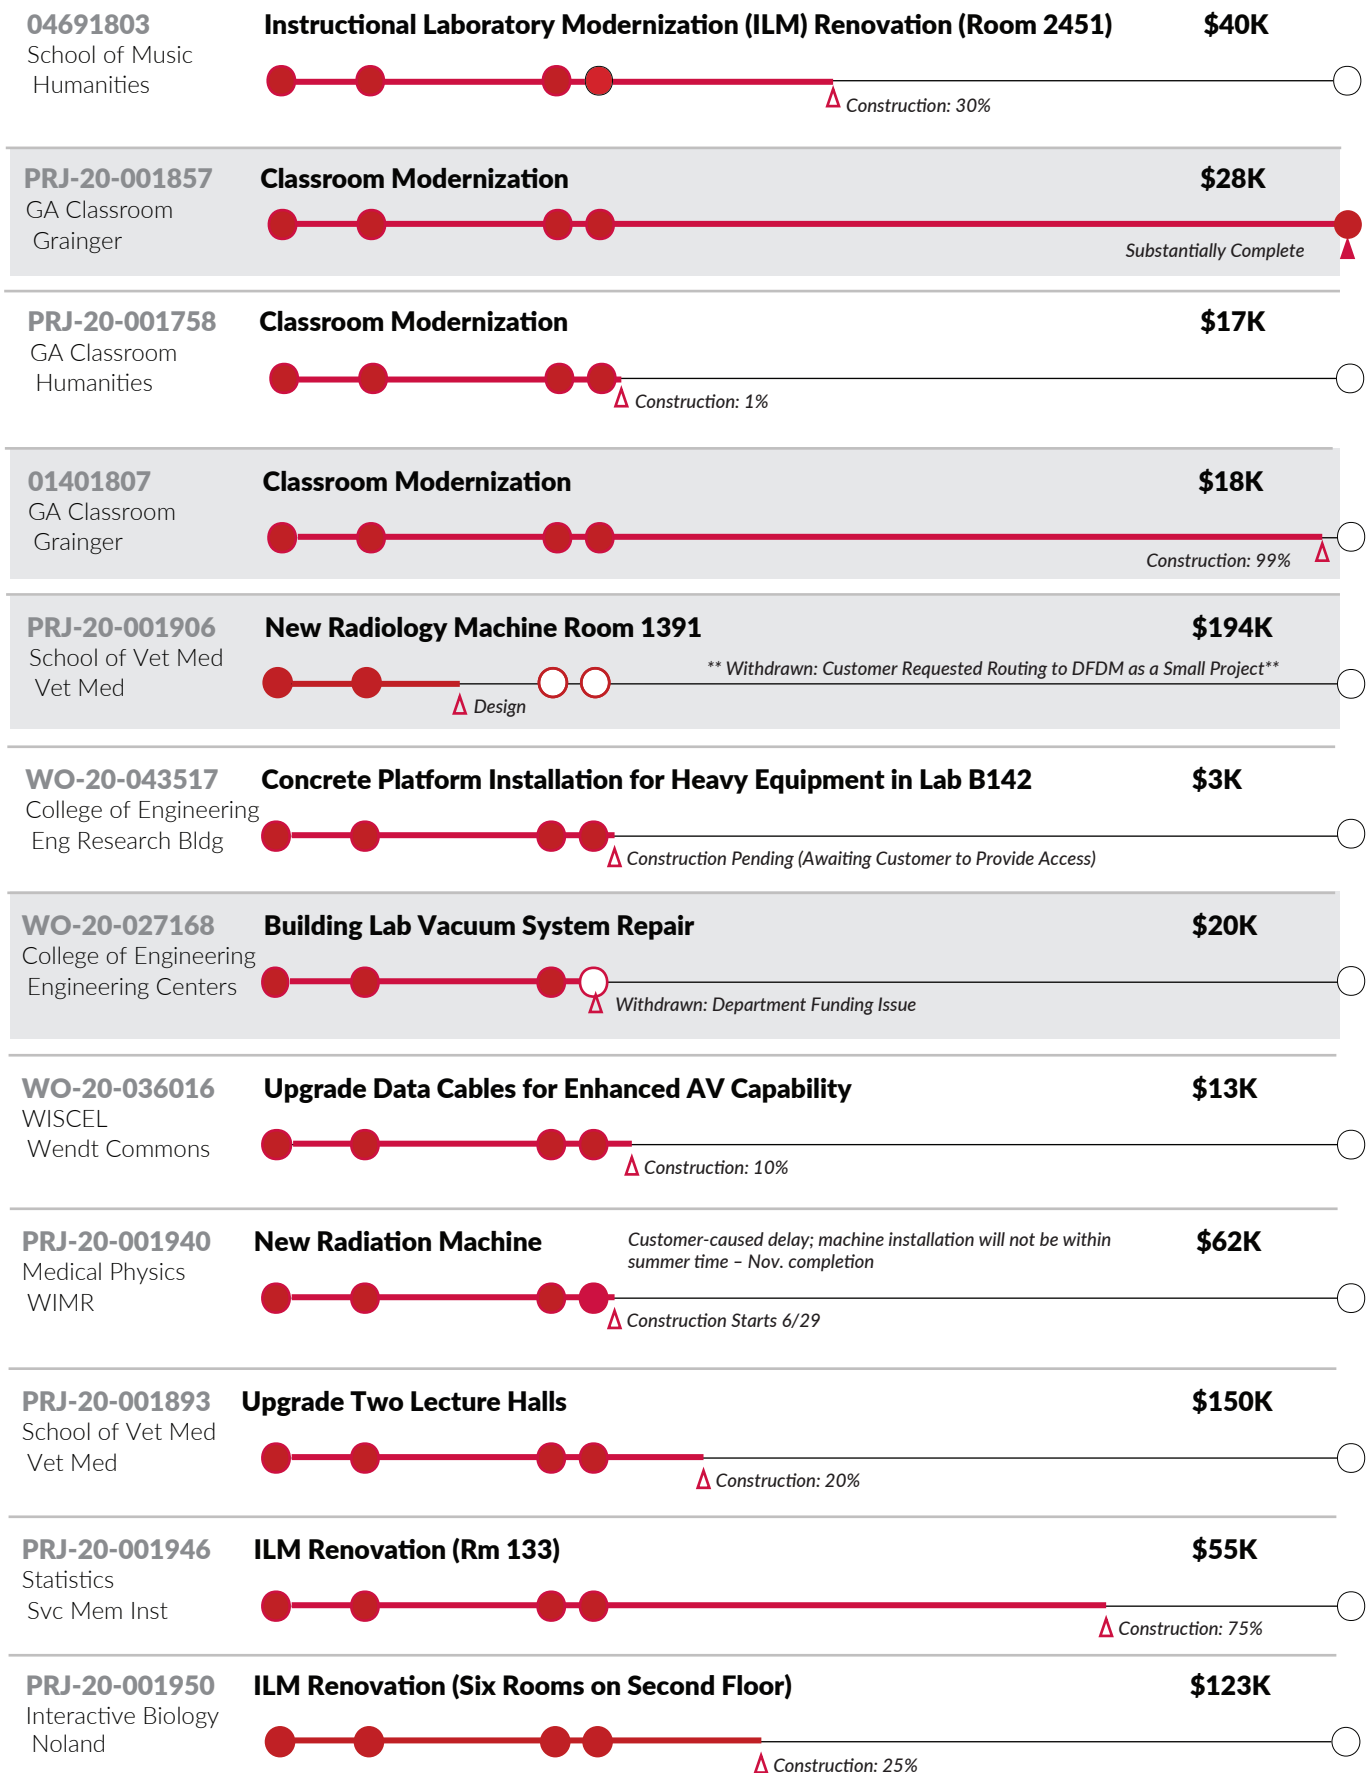 04691803 Instructional Laboratory Modernization (ILM) Renovation (Room 2451) $40K
School of Music
Humanities
Construction: 30%
PRJ-20-001857 Classroom Modernization $28K
GA Classroom
Grainger
Substantially Complete
PRJ-20-001758 Classroom Modernization $17K
GA Classroom
Humanities
Construction: 1%
01401807 Classroom Modernization $18K
GA Classroom
Grainger
Construction: 99%
PRJ-20-001906 New Radiology Machine Room 1391 $194K
School of Vet Med
** Withdrawn: Customer Requested Routing to DFDM as a Small Project**
Vet Med
Design
WO-20-043517 Concrete Platform Installation for Heavy Equipment in Lab B142 $3K
College of Engineering
Eng Research Bldg
Construction Pending (Awaiting Customer to Provide Access)
WO-20-027168 Building Lab Vacuum System Repair $20K
College of Engineering
Engineering Centers
Withdrawn: Department Funding Issue
WO-20-036016 Upgrade Data Cables for Enhanced AV Capability $13K
WISCEL
Wendt Commons
Construction: 10%
PRJ-20-001940 New Radiation Machine $62K
Customer-caused delay; machine installation will not be within
summer time – Nov. completion
Medical Physics
WIMR
Construction Starts 6/29
PRJ-20-001893 Upgrade Two Lecture Halls $150K
School of Vet Med
Vet Med
Construction: 20%
PRJ-20-001946 ILM Renovation (Rm 133) $55K
Statistics
Svc Mem Inst
Construction: 75%
PRJ-20-001950 ILM Renovation (Six Rooms on Second Floor) $123K
Interactive Biology
Noland
Construction: 25%